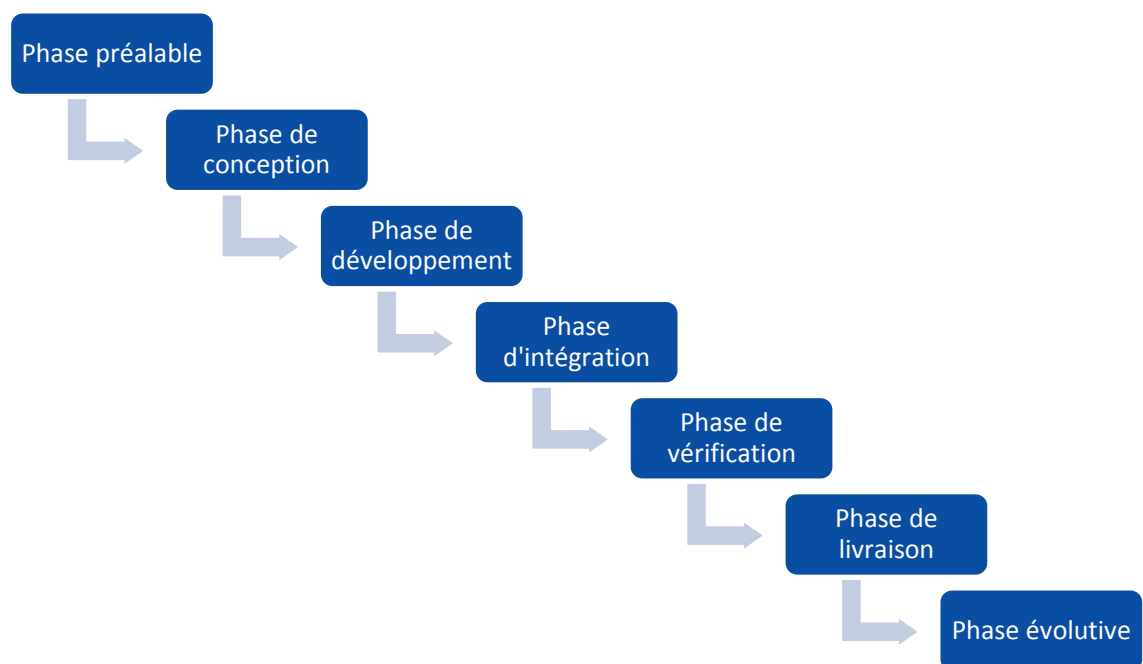 Phase préalable
Phase de
conception
Phase de
développement
Phase
d'intégration
Phase de
vérification
Phase de
livraison
Phase évolutive